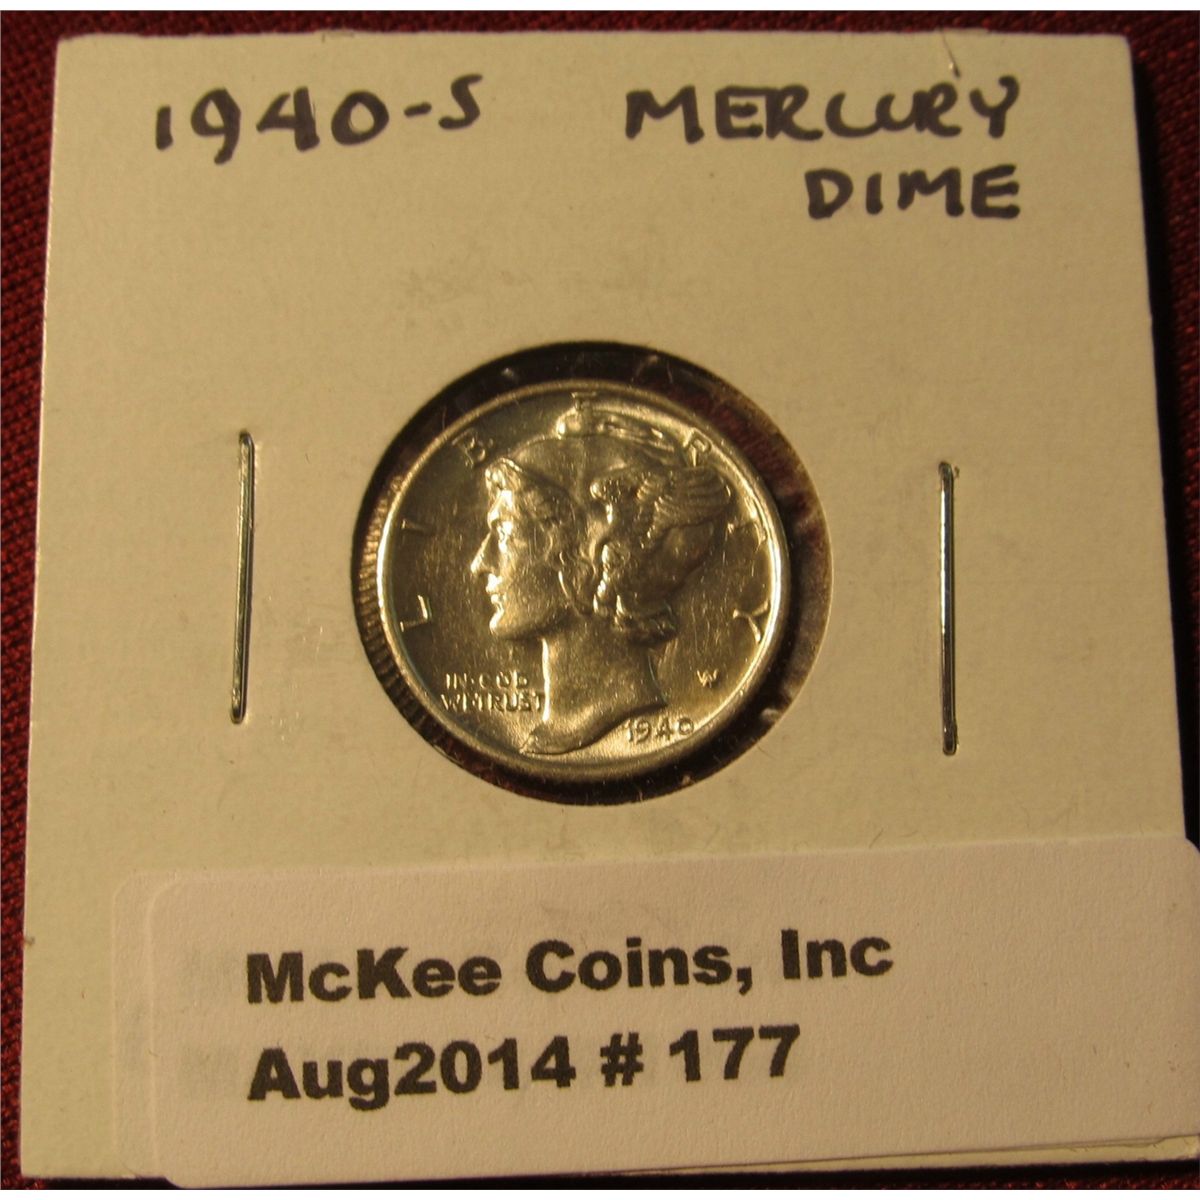 1940-S MERCURY
DIME
LIBERTY
IN·GOD
WE·TRUST
1940
W
McKee Coins, Inc
Aug2014 # 177